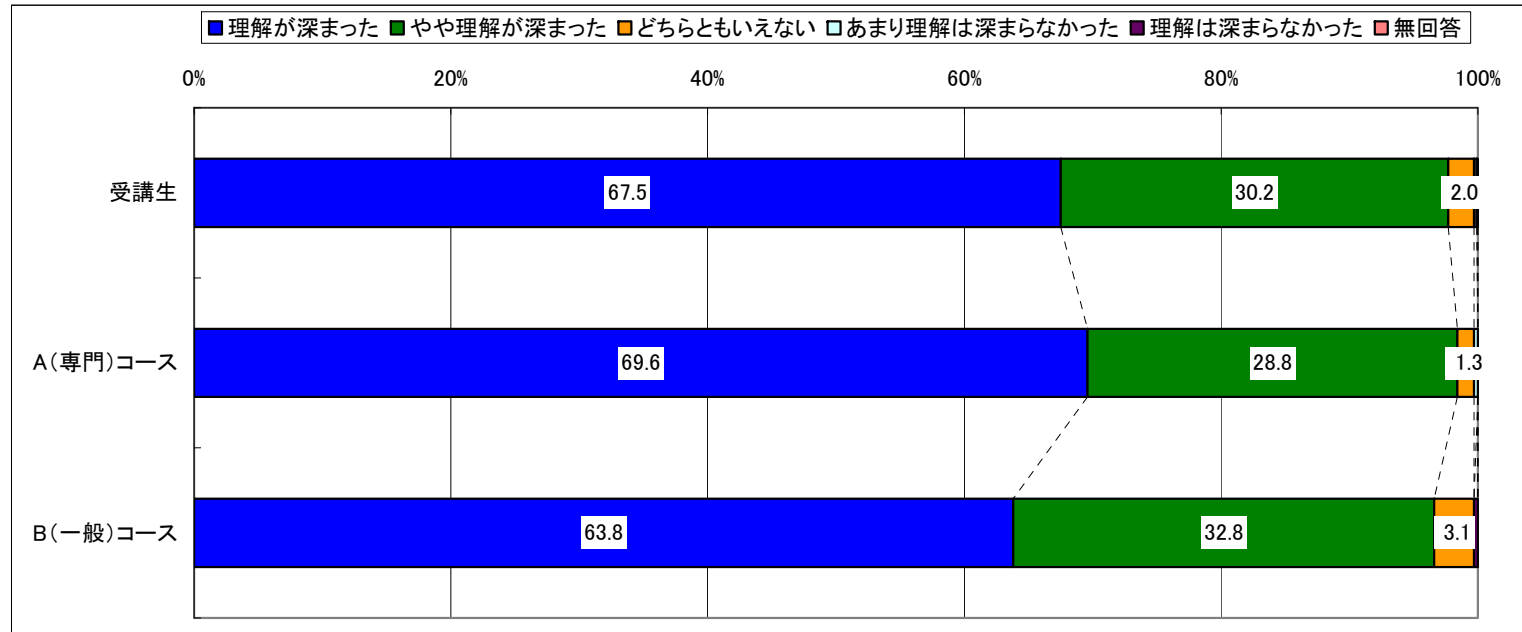 理解が深まった やや理解が深まった どちらともいえない あまり理解は深まらなかった 理解は深まらなかった 無回答
0% 20% 40% 60% 80% 100%
受講生 67.5 30.2 2.0
A(専門)コース 69.6 28.8 1.3
B(一般)コース 63.8 32.8 3.1